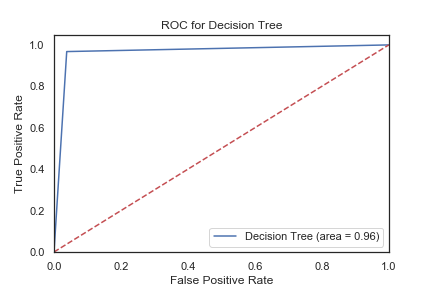 ROC for Decision Tree
True Positive Rate
1.0
0.8
0.6
0.4
0.2
0.0
Decision Tree (area = 0.96)
0.0 0.2 0.4 0.6 0.8 1.0
False Positive Rate